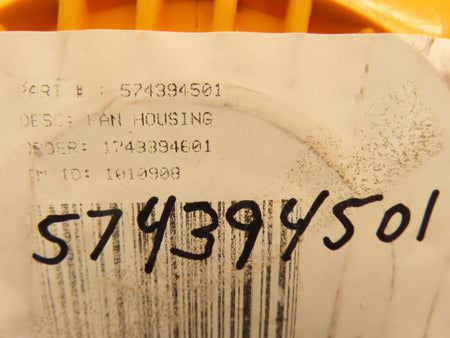 PART # : 574394501
DESC: FAN HOUSING
ORDER: 1743394601
ID: 1010908
574394501